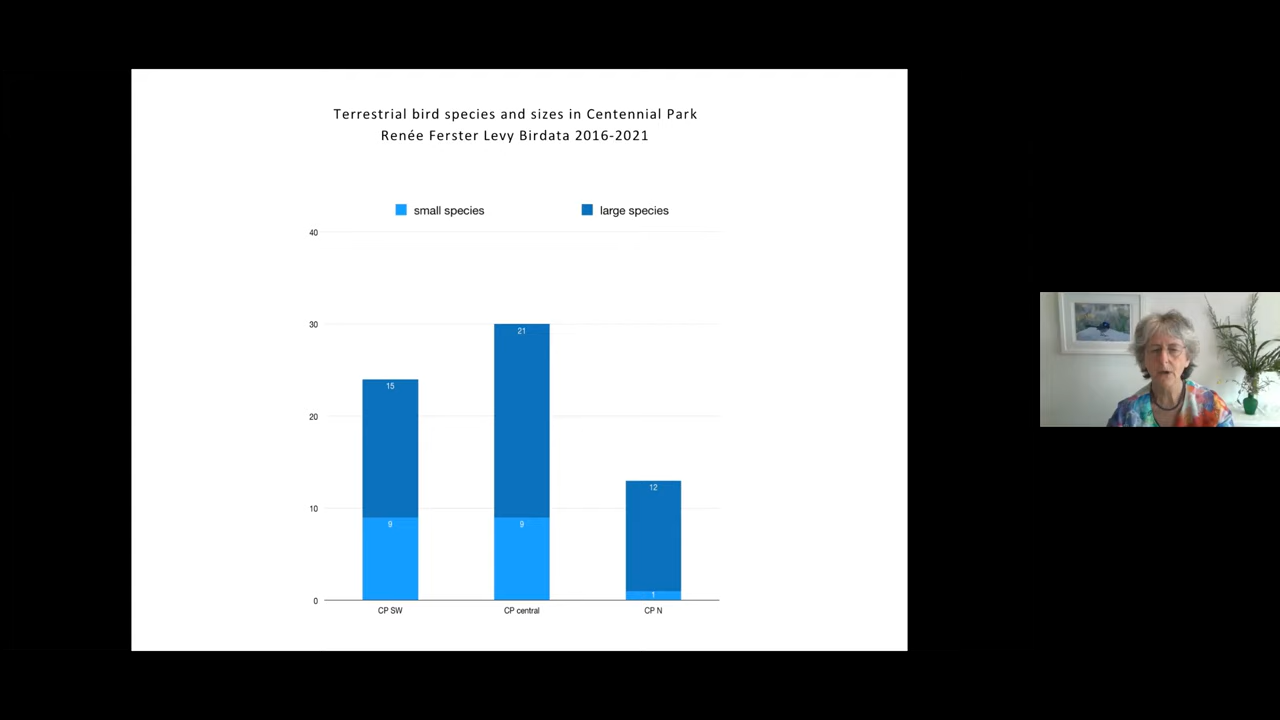 Terrestrial bird species and sizes in Centennial Park
Renée Ferster Levy Birdata 2016-2021
small species large species
40
30
20
10
0
21
15
12
9 9
1
CP SW CP central CP N